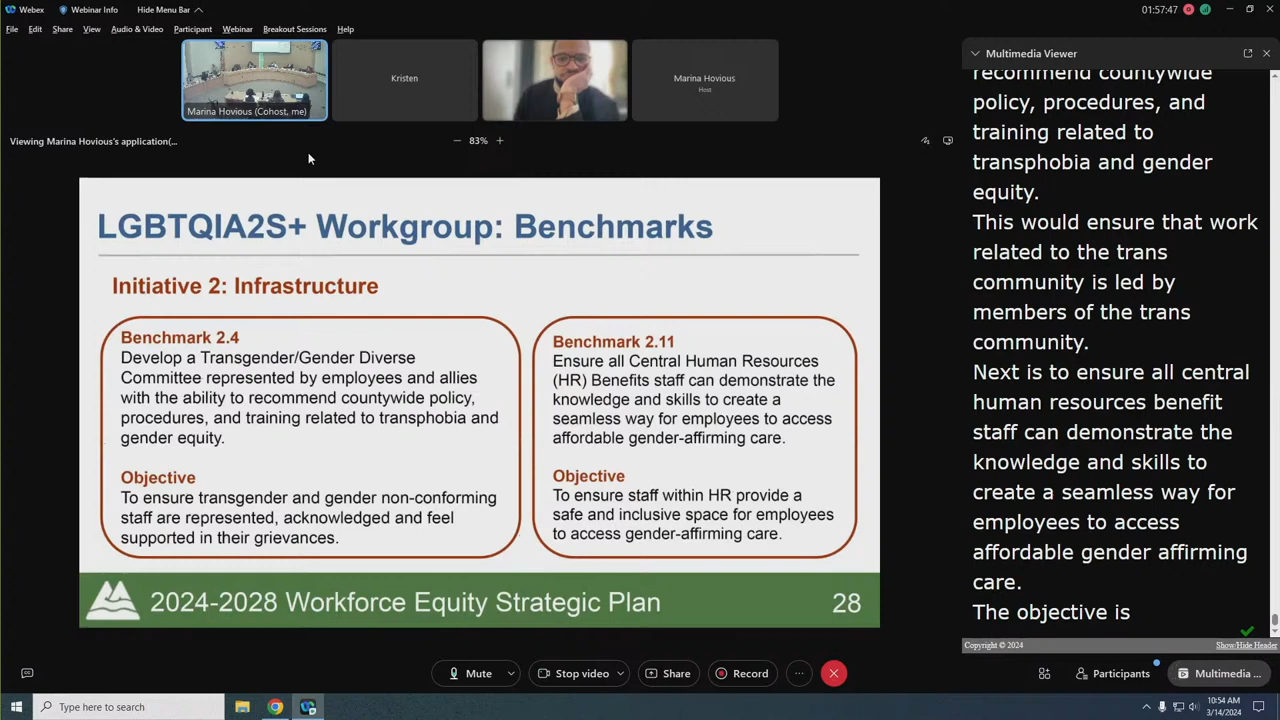 Webex
Webinar Info
Hide Menu Bar
01:57:47
File Edit Share View Audio & Video Participant Webinar Breakout Sessions Help
Marina Hovious (Cohost, me)
Kristen
Marina Hovious
Host
Viewing Marina Hovious's application(...
83%
LGBTQIA2S+ Workgroup: Benchmarks
Initiative 2: Infrastructure
Benchmark 2.4
Develop a Transgender/Gender Diverse
Committee represented by employees and allies
with the ability to recommend countywide policy,
procedures, and training related to transphobia and
gender equity.
Objective
To ensure transgender and gender non-conforming
staff are represented, acknowledged and feel
supported in their grievances.
Benchmark 2.11
Ensure all Central Human Resources
(HR) Benefits staff can demonstrate the
knowledge and skills to create a
seamless way for employees to access
affordable gender-affirming care.
Objective
To ensure staff within HR provide a
safe and inclusive space for employees
to access gender-affirming care.
2024-2028 Workforce Equity Strategic Plan
28
Multimedia Viewer
recommend countywide
policy, procedures, and
training related to
transphobia and gender
equity.
This would ensure that work
related to the trans
community is led by
members of the trans
community.
Next is to ensure all central
human resources benefit
staff can demonstrate the
knowledge and skills to
create a seamless way for
employees to access
affordable gender affirming
care.
The objective is
Copyright © 2024
Show/Hide Header
Mute
Stop video
Share
Record
Participants
Multimedia ...
Type here to search
10:54 AM
3/14/2024